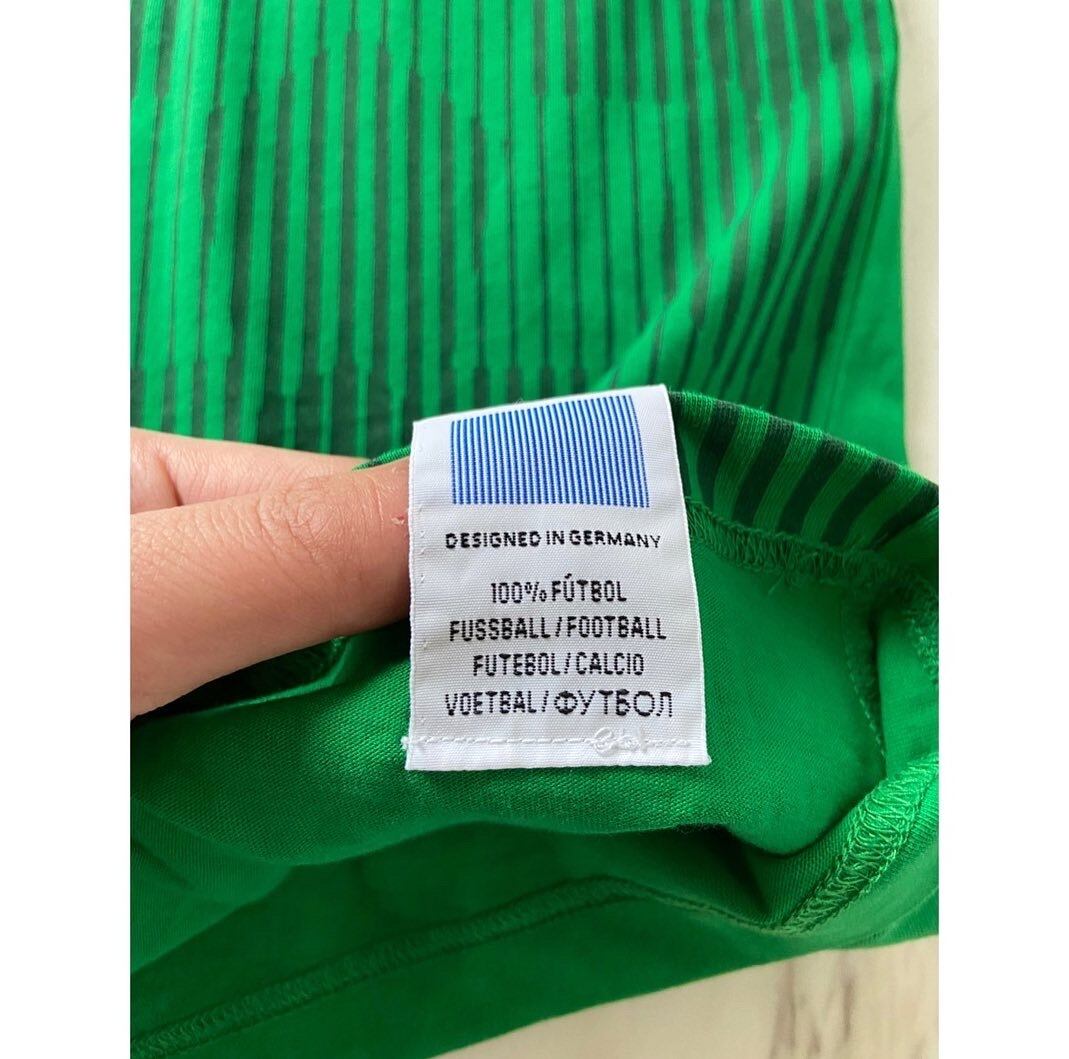 DESIGNED IN GERMANY
100% FÚTBOL
FUSSBALL/FOOTBALL
FUTEBOL/CALCIO
VOETBAL/ФУТБОЛ